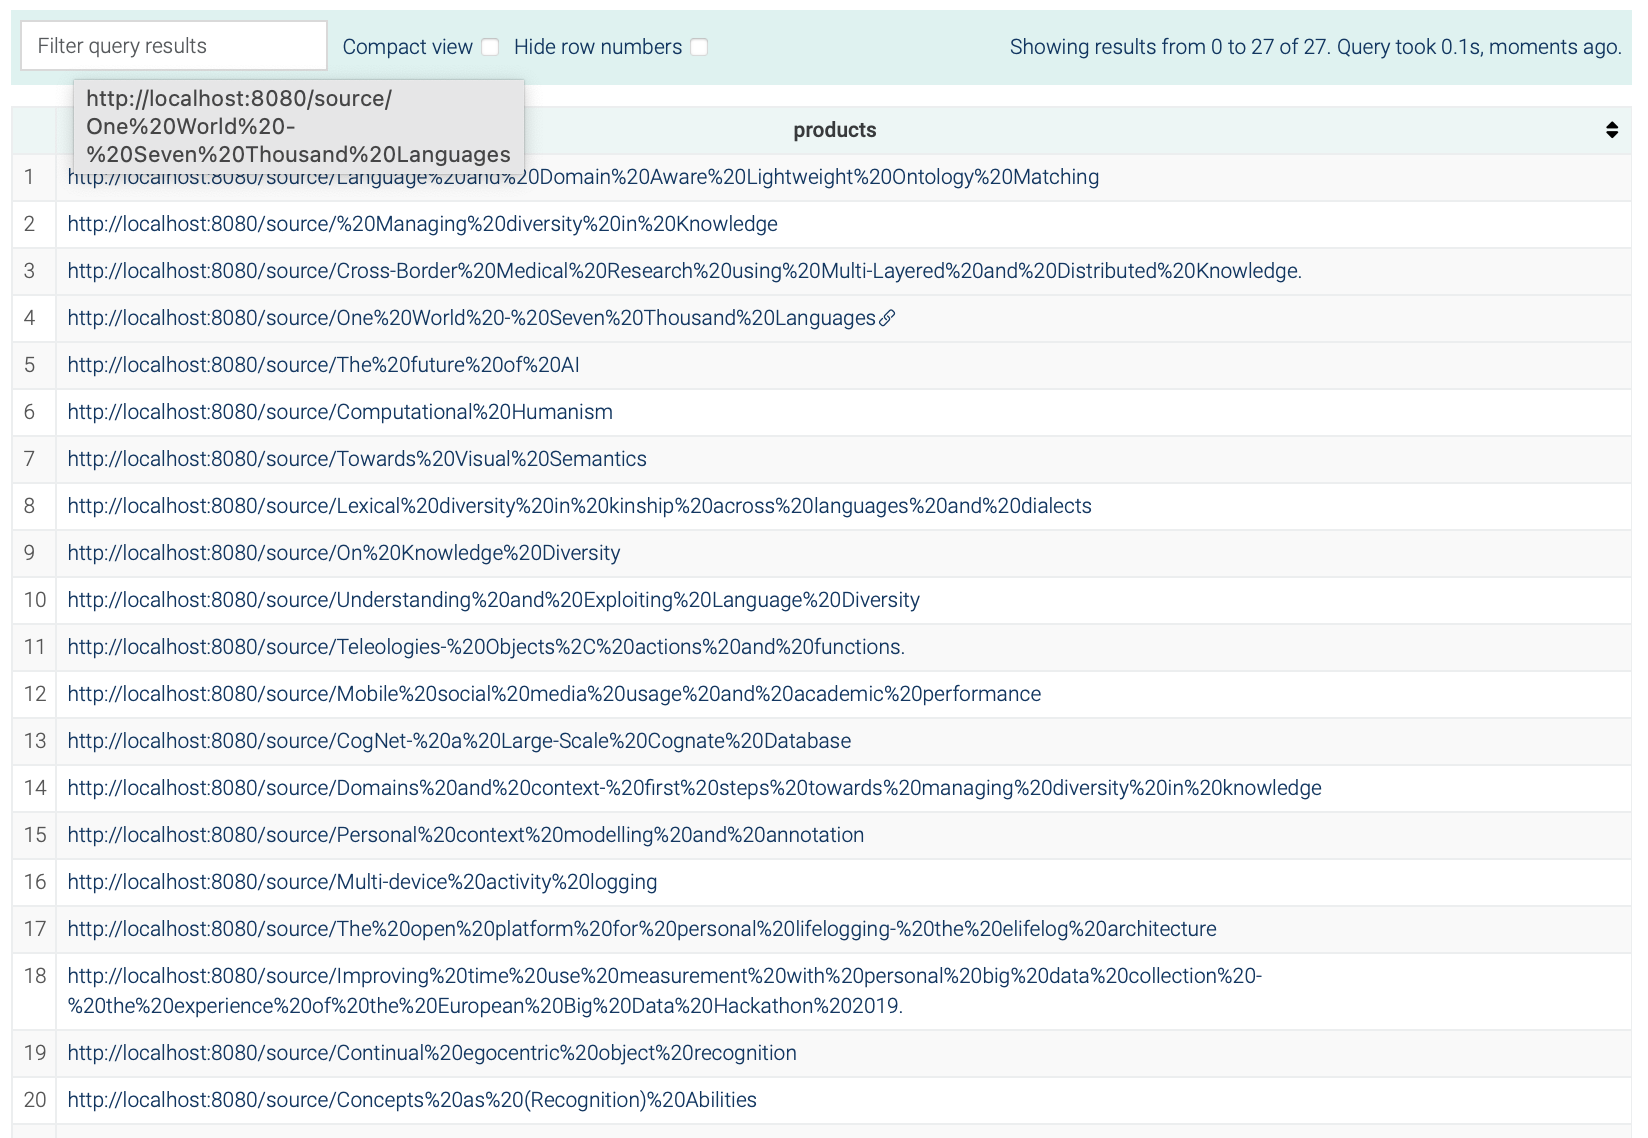 Filter query results
Compact view
Hide row numbers
Showing results from 0 to 27 of 27. Query took 0.1s, moments ago.
http://localhost:8080/source/
One%20World%20-
%20Seven%20Thousand%20Languages
products
1 http://localhost:8080/source/Language%20and%20Domain%20Aware%20Lightweight%20Ontology%20Matching
2 http://localhost:8080/source/%20Managing%20diversity%20in%20Knowledge
3 http://localhost:8080/source/Cross-Border%20Medical%20Research%20using%20Multi-Layered%20and%20Distributed%20Knowledge.
4 http://localhost:8080/source/One%20World%20-%20Seven%20Thousand%20Languages
5 http://localhost:8080/source/The%20future%20of%20AI
6 http://localhost:8080/source/Computational%20Humanism
7 http://localhost:8080/source/Towards%20Visual%20Semantics
8 http://localhost:8080/source/Lexical%20diversity%20in%20kinship%20across%20languages%20and%20dialects
9 http://localhost:8080/source/On%20Knowledge%20Diversity
10 http://localhost:8080/source/Understanding%20and%20Exploiting%20Language%20Diversity
11 http://localhost:8080/source/Teleologies-%20Objects%2C%20actions%20and%20functions.
12 http://localhost:8080/source/Mobile%20social%20media%20usage%20and%20academic%20performance
13 http://localhost:8080/source/CogNet-%20a%20Large-Scale%20Cognate%20Database
14 http://localhost:8080/source/Domains%20and%20context-%20first%20steps%20towards%20managing%20diversity%20in%20knowledge
15 http://localhost:8080/source/Personal%20context%20modelling%20and%20annotation
16 http://localhost:8080/source/Multi-device%20activity%20logging
17 http://localhost:8080/source/The%20open%20platform%20for%20personal%20lifelogging-%20the%20elifelog%20architecture
18 http://localhost:8080/source/Improving%20time%20use%20measurement%20with%20personal%20big%20data%20collection%20-
%20the%20experience%20of%20the%20European%20Big%20Data%20Hackathon%202019.
19 http://localhost:8080/source/Continual%20egocentric%20object%20recognition
20 http://localhost:8080/source/Concepts%20as%20(Recognition)%20Abilities